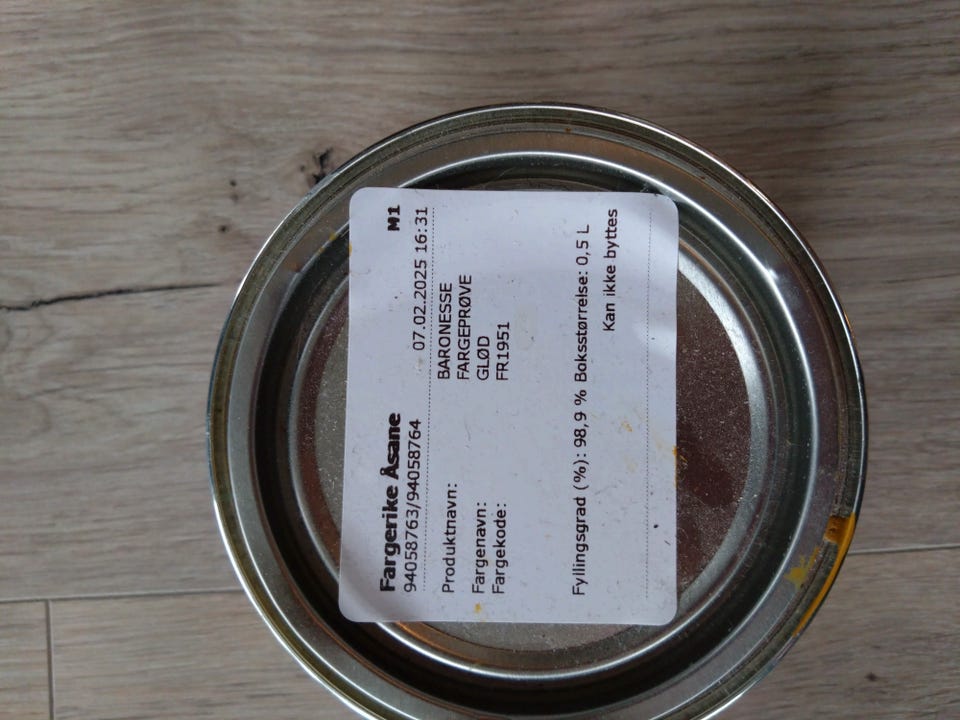 Fargerike Åsane M1
94058763/94058764 07.02.2025 16:31
Produktnavn: BARONESSE
FARGEPRØVE
Fargenavn: GLØD
Fargekode: FR1951
Fyllingsgrad (%): 98,9 % Boksstørrelse: 0,5 L
Kan ikke byttes